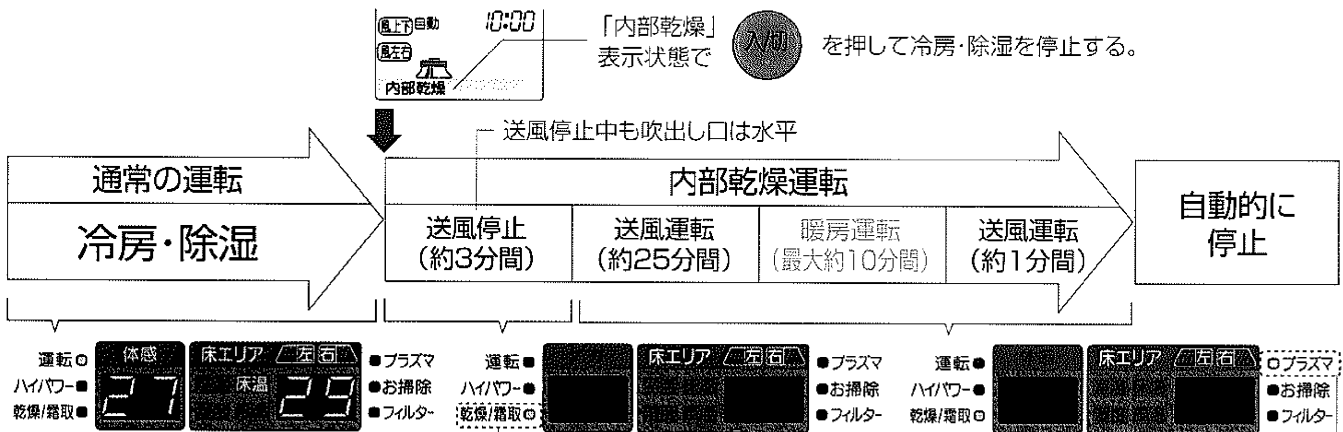 風上下 自動 10:00
風左右
内部乾燥
「内部乾燥」
表示状態で
入/切
を押して冷房・除湿を停止する。
送風停止中も吹出し口は水平
通常の運転
冷房・除湿
内部乾燥運転
送風停止
(約3分間)
送風運転
(約25分間)
暖房運転
(最大約10分間)
送風運転
(約1分間)
自動的に
停止
運転
ハイパワー
乾燥/霜取
体感
27
床エリア 左 右
床温 29
プラズマ
お掃除
フィルター
運転
ハイパワー
乾燥/霜取
床エリア 左 右
プラズマ
お掃除
フィルター
運転
ハイパワー
乾燥/霜取
床エリア 左 右
プラズマ
お掃除
フィルター